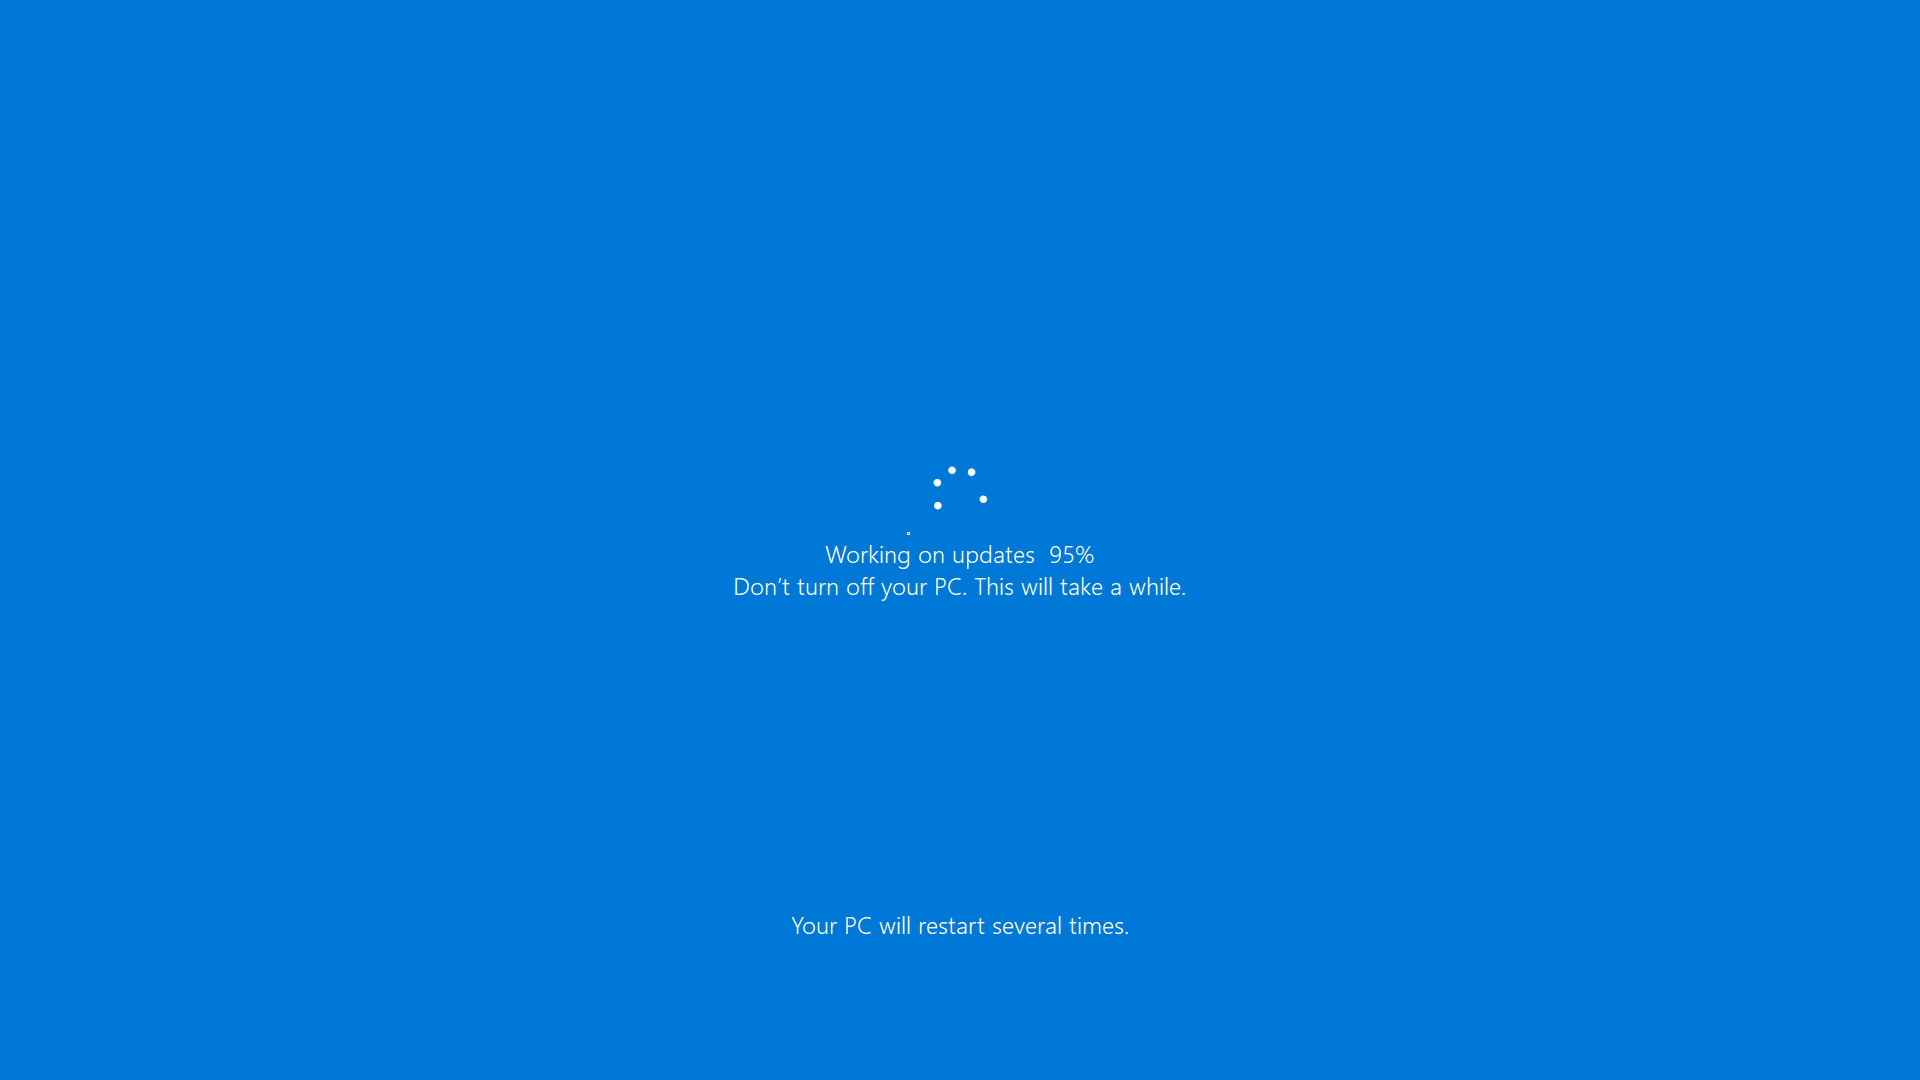 Working on updates  95%
Don’t turn off your PC. This will take a while.
Your PC will restart several times.